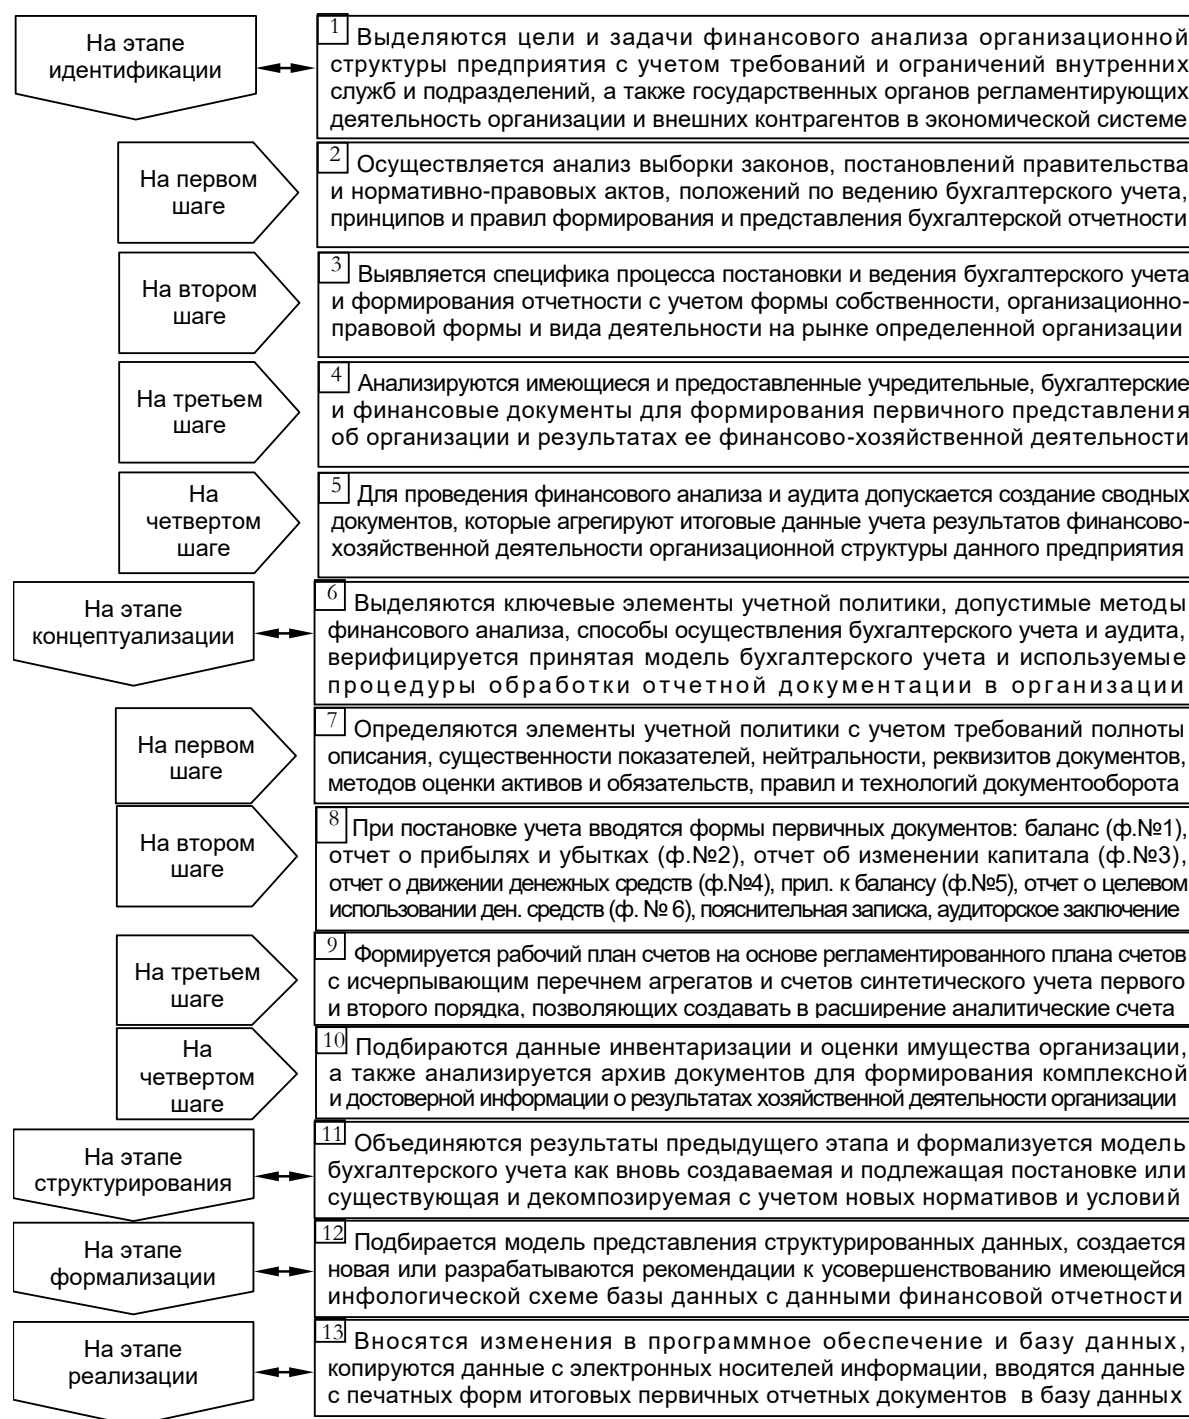 На этапе
идентификации
1 Выделяются цели и задачи финансового анализа организационной
структуры предприятия с учетом требований и ограничений внутренних
служб и подразделений, а также государственных органов регламентирующих
деятельность организации и внешних контрагентов в экономической системе
На первом
шаге
2 Осуществляется анализ выборки законов, постановлений правительства
и нормативно-правовых актов, положений по ведению бухгалтерского учета,
принципов и правил формирования и представления бухгалтерской отчетности
На втором
шаге
3 Выявляется специфика процесса постановки и ведения бухгалтерского учета
и формирования отчетности с учетом формы собственности, организационно-
правовой формы и вида деятельности на рынке определенной организации
На третьем
шаге
4 Анализируются имеющиеся и предоставленные учредительные, бухгалтерские
и финансовые документы для формирования первичного представления
об организации и результатах ее финансово-хозяйственной деятельности
На
четвертом
шаге
5 Для проведения финансового анализа и аудита допускается создание сводных
документов, которые агрегируют итоговые данные учета результатов финансово-
хозяйственной деятельности организационной структуры данного предприятия
На этапе
концептуализации
6 Выделяются ключевые элементы учетной политики, допустимые методы
финансового анализа, способы осуществления бухгалтерского учета и аудита,
верифицируется принятая модель бухгалтерского учета и используемые
процедуры обработки отчетной документации в организации
На первом
шаге
7 Определяются элементы учетной политики с учетом требований полноты
описания, существенности показателей, нейтральности, реквизитов документов,
методов оценки активов и обязательств, правил и технологий документооборота
На втором
шаге
8 При постановке учета вводятся формы первичных документов: баланс (ф.№1),
отчет о прибылях и убытках (ф.№2), отчет об изменении капитала (ф.№3),
отчет о движении денежных средств (ф.№4), прил. к балансу (ф.№5), отчет о целевом
использовании ден. средств (ф. № 6), пояснительная записка, аудиторское заключение
На третьем
шаге
9 Формируется рабочий план счетов на основе регламентированного плана счетов
с исчерпывающим перечнем агрегатов и счетов синтетического учета первого
и второго порядка, позволяющих создавать в расширение аналитические счета
На
четвертом
шаге
10 Подбираются данные инвентаризации и оценки имущества организации,
а также анализируется архив документов для формирования комплексной
и достоверной информации о результатах хозяйственной деятельности организации
На этапе
структурирования
11 Объединяются результаты предыдущего этапа и формализуется модель
бухгалтерского учета как вновь создаваемая и подлежащая постановке или
существующая и декомпозируемая с учетом новых нормативов и условий
На этапе
формализации
12 Подбирается модель представления структурированных данных, создается
новая или разрабатываются рекомендации к усовершенствованию имеющейся
инфологической схеме базы данных с данными финансовой отчетности
На этапе
реализации
13 Вносятся изменения в программное обеспечение и базу данных,
копируются данные с электронных носителей информации, вводятся данные
с печатных форм итоговых первичных отчетных документов в базу данных